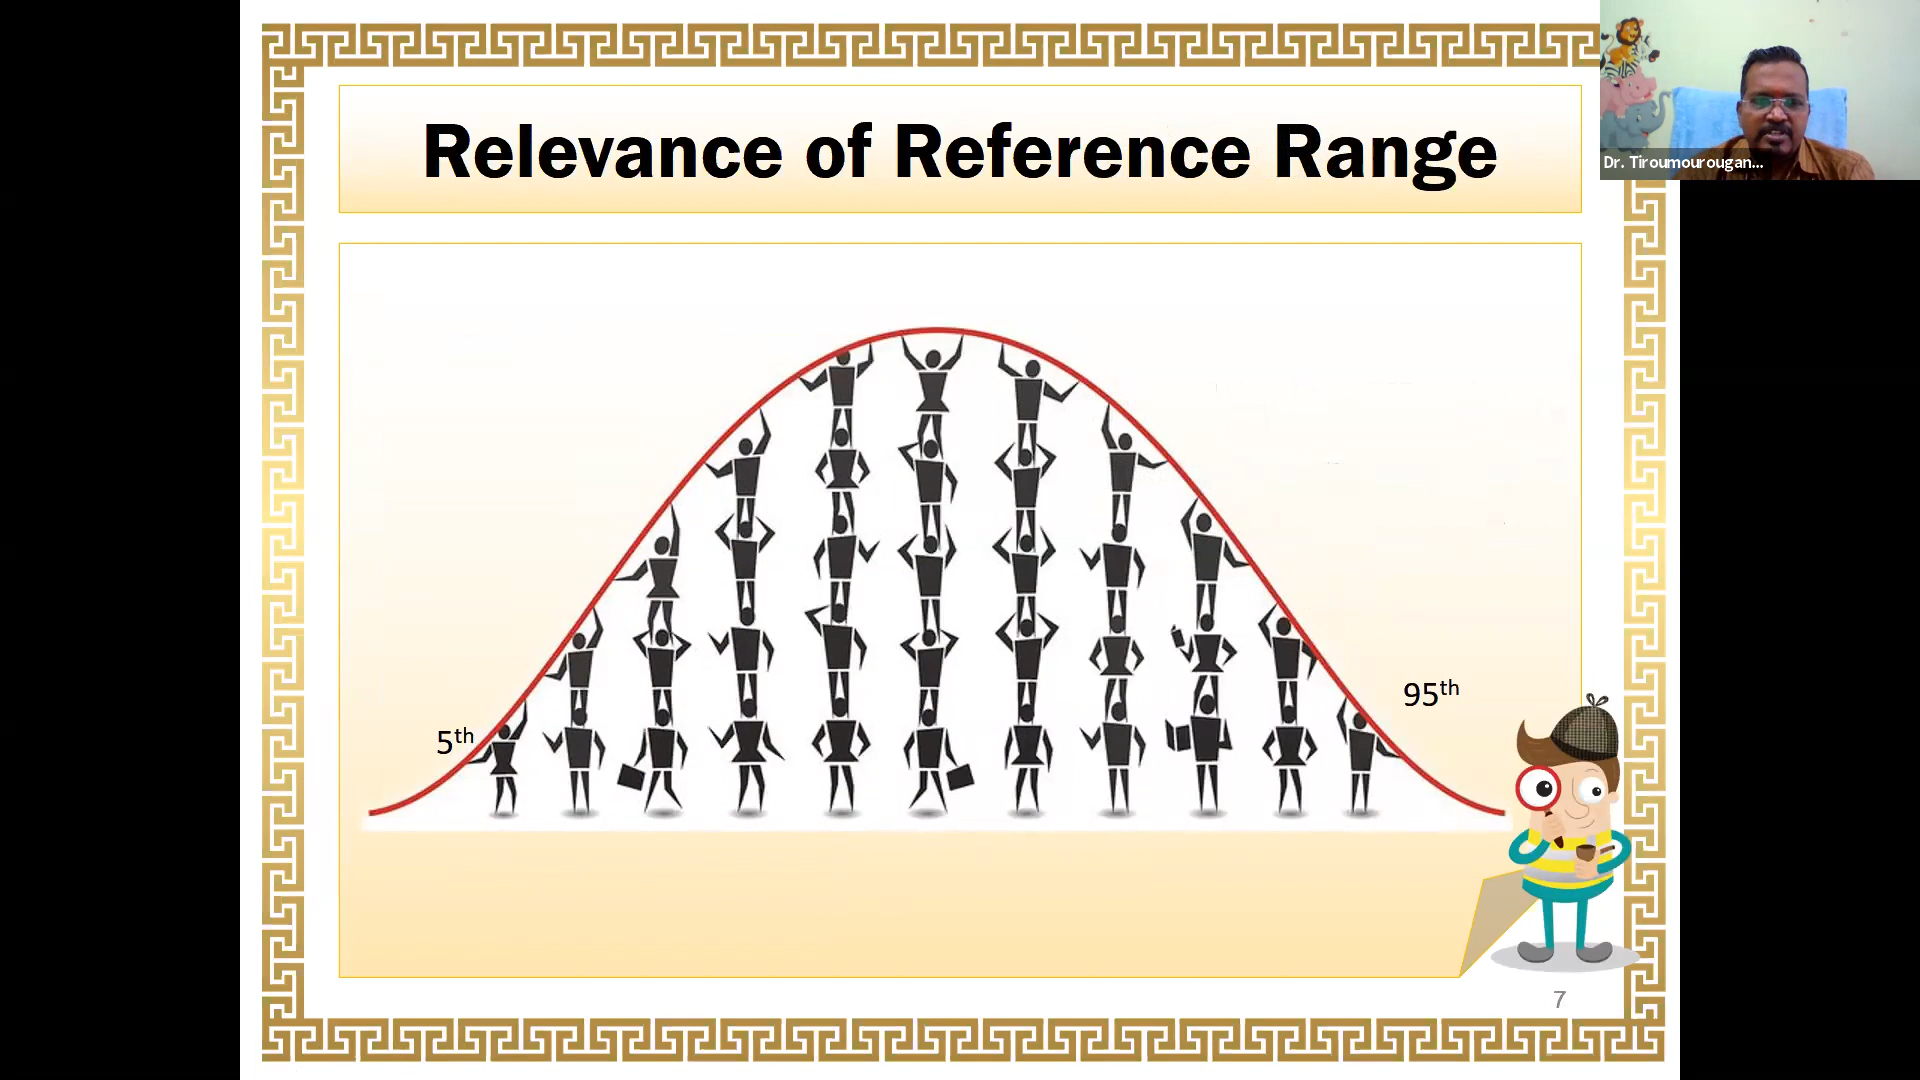 Relevance of Reference Range
Dr. Tiroumourougan...
95th
5th
7